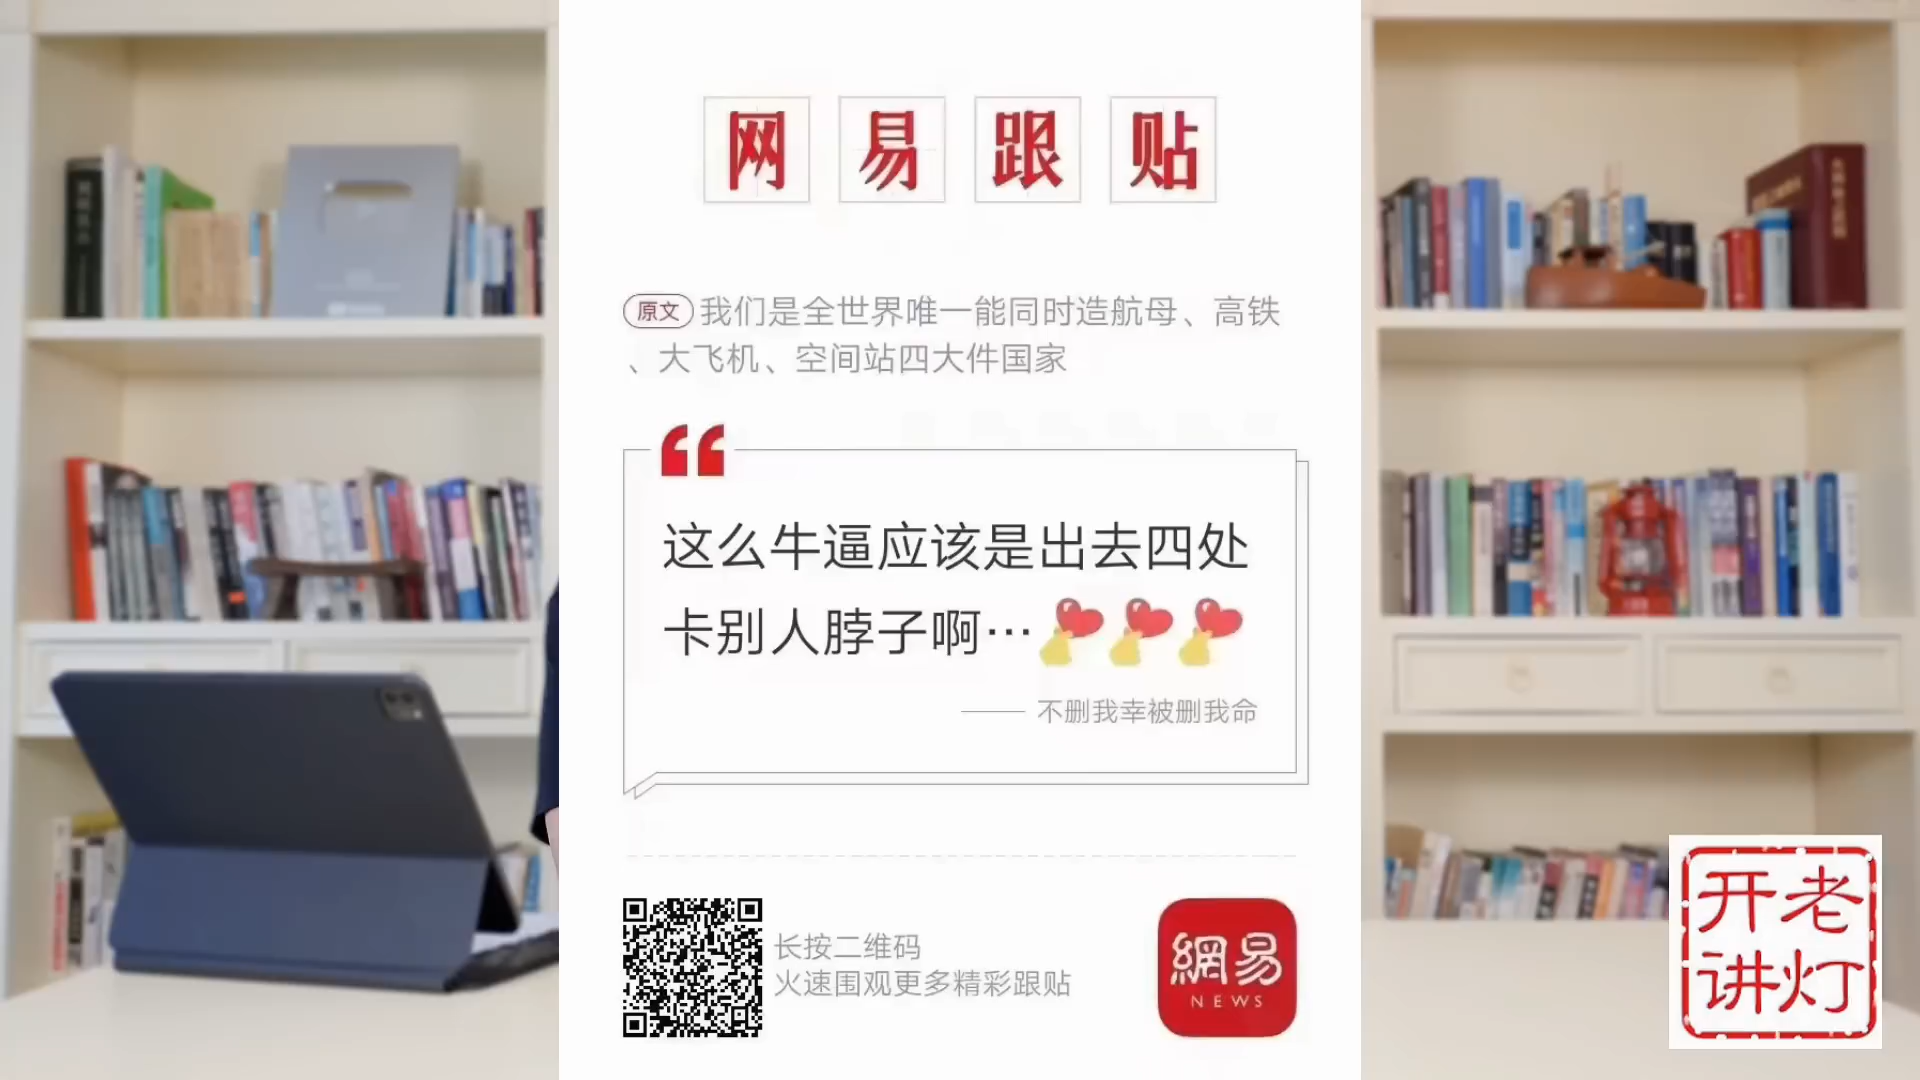 网易跟贴
原文 我们是全世界唯一能同时造航母、高铁
、大飞机、空间站四大件国家
这么牛逼应该是出去四处
卡别人脖子啊…
—— 不删我幸被删我命
长按二维码
火速围观更多精彩跟贴
網易
NEWS
老灯
开讲